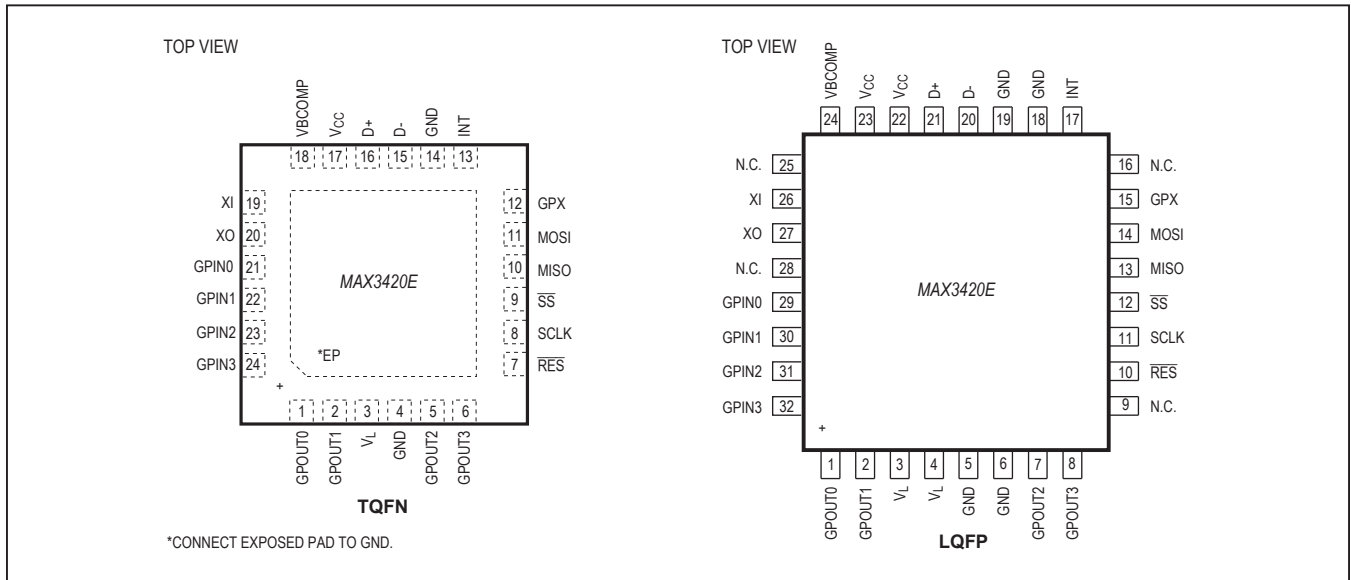 TOP VIEW
VBCOMP
VCC
D+
D-
GND
INT
18 17 16 15 14 13
XI 19
XO 20
GPIN0 21
GPIN1 22
GPIN2 23
GPIN3 24
12 GPX
11 MOSI
10 MISO
9 S̅S̅
8 SCLK
7 R̅E̅S̅
MAX3420E
*EP
+
1 2 3 4 5 6
GPOUT0
GPOUT1
VL
GND
GPOUT2
GPOUT3
TQFN
*CONNECT EXPOSED PAD TO GND.
TOP VIEW
VBCOMP
VCC
VCC
D+
D-
GND
GND
INT
24 23 22 21 20 19 18 17
N.C. 25
XI 26
XO 27
N.C. 28
GPIN0 29
GPIN1 30
GPIN2 31
GPIN3 32
16 N.C.
15 GPX
14 MOSI
13 MISO
12 S̅S̅
11 SCLK
10 R̅E̅S̅
9 N.C.
MAX3420E
+
1 2 3 4 5 6 7 8
GPOUT0
GPOUT1
VL
VL
GND
GND
GPOUT2
GPOUT3
LQFP